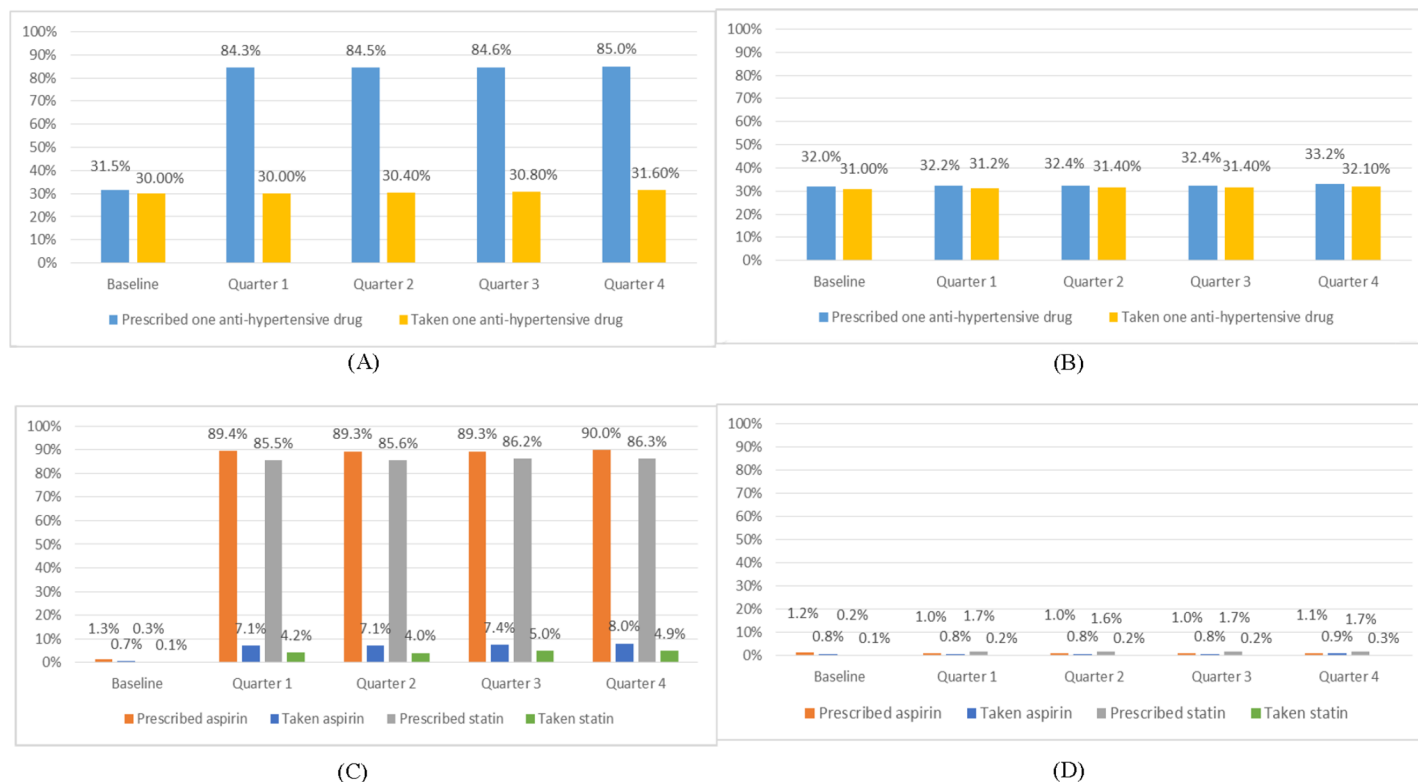 100%
90%
80%
70%
60%
50%
40%
30%
20%
10%
0%
84.3% 84.5% 84.6% 85.0%
31.5% 30.00% 30.00% 30.40% 30.80% 31.60%
Baseline Quarter 1 Quarter 2 Quarter 3 Quarter 4
Prescribed one anti-hypertensive drug Taken one anti-hypertensive drug
(A)
100%
90%
80%
70%
60%
50%
40%
30%
20%
10%
0%
32.0% 31.00% 32.2% 31.2% 32.4% 31.40% 32.4% 31.40% 33.2% 32.10%
Baseline Quarter 1 Quarter 2 Quarter 3 Quarter 4
Prescribed one anti-hypertensive drug Taken one anti-hypertensive drug
(B)
100%
90%
80%
70%
60%
50%
40%
30%
20%
10%
0%
89.4% 85.5% 89.3% 85.6% 89.3% 86.2% 90.0% 86.3%
1.3% 0.7% 0.3% 0.1% 7.1% 4.2% 7.1% 4.0% 7.4% 5.0% 8.0% 4.9%
Baseline Quarter 1 Quarter 2 Quarter 3 Quarter 4
Prescribed aspirin Taken aspirin Prescribed statin Taken statin
(C)
100%
90%
80%
70%
60%
50%
40%
30%
20%
10%
0%
1.2% 0.2% 1.0% 1.7% 1.0% 1.6% 1.0% 1.7% 1.1% 1.7%
0.8% 0.1% 0.8% 0.2% 0.8% 0.2% 0.8% 0.2% 0.9% 0.3%
Baseline Quarter 1 Quarter 2 Quarter 3 Quarter 4
Prescribed aspirin Taken aspirin Prescribed statin Taken statin
(D)